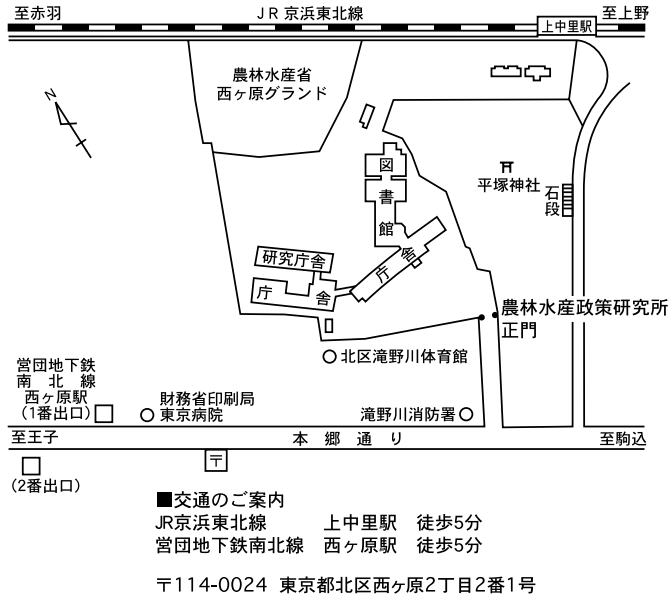 至赤羽
JR京浜東北線
上中里駅
至上野
農林水産省
西ヶ原グランド
N
図
書
館
平塚神社
石
段
研究庁舎
庁 舎
庁 舎
農林水産政策研究所
正門
北区滝野川体育館
営団地下鉄
南 北 線
西ヶ原駅
(1番出口)
財務省印刷局
東京病院
滝野川消防署
至王子
本 郷 通 り
至駒込
(2番出口)
〒
■交通のご案内
JR京浜東北線 上中里駅 徒歩5分
営団地下鉄南北線 西ヶ原駅 徒歩5分
〒114-0024 東京都北区西ヶ原2丁目2番1号